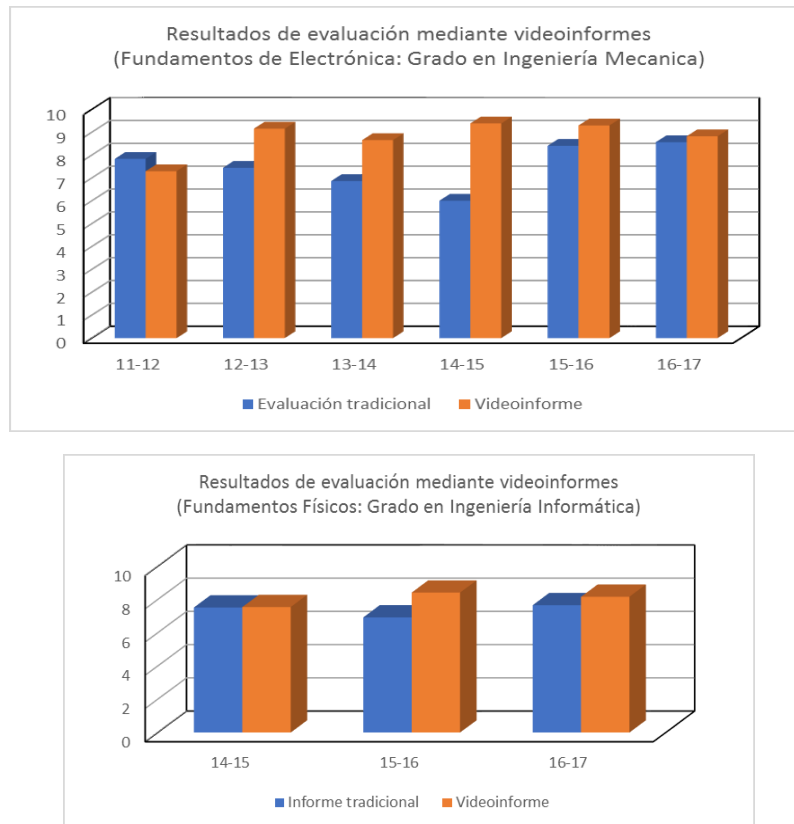 Resultados de evaluación mediante videoinformes
(Fundamentos de Electrónica: Grado en Ingeniería Mecanica)
10
9
8
7
6
5
4
3
2
1
0
11-12 12-13 13-14 14-15 15-16 16-17
Evaluación tradicional Videoinforme
Resultados de evaluación mediante videoinformes
(Fundamentos Físicos: Grado en Ingeniería Informática)
10
8
6
4
2
0
14-15 15-16 16-17
Informe tradicional Videoinforme